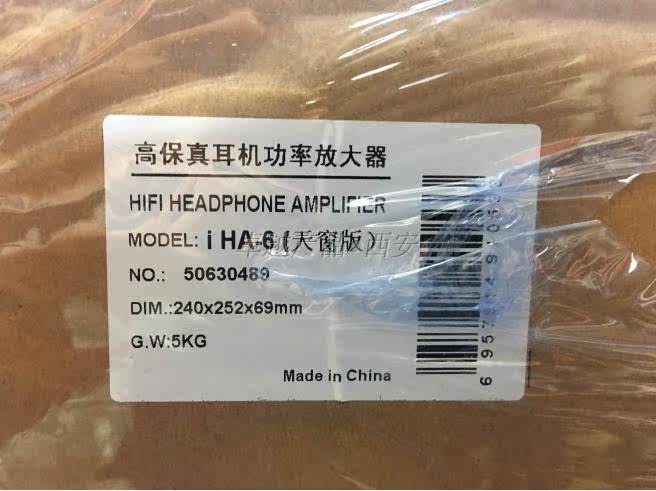 高保真耳机功率放大器
HIFI HEADPHONE AMPLIFIER
MODEL: i HA-6 (天窗版)
NO.: 50630489
DIM.:240x252x69mm
G.W:5KG
Made in China